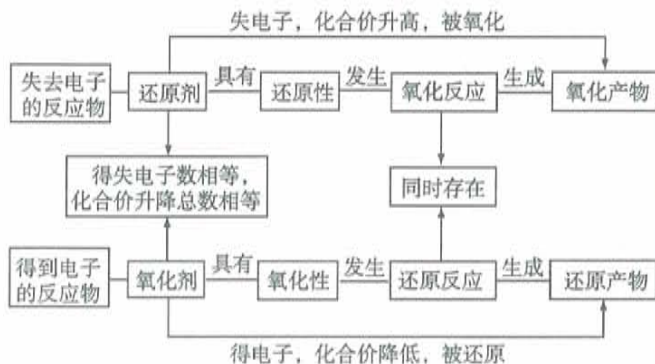 失电子，化合价升高，被氧化
失去电子
的反应物
还原剂
具有
还原性
发生
氧化反应
生成
氧化产物
得失电子数相等，
化合价升降总数相等
同时存在
得到电子
的反应物
氧化剂
具有
氧化性
发生
还原反应
生成
还原产物
得电子，化合价降低，被还原